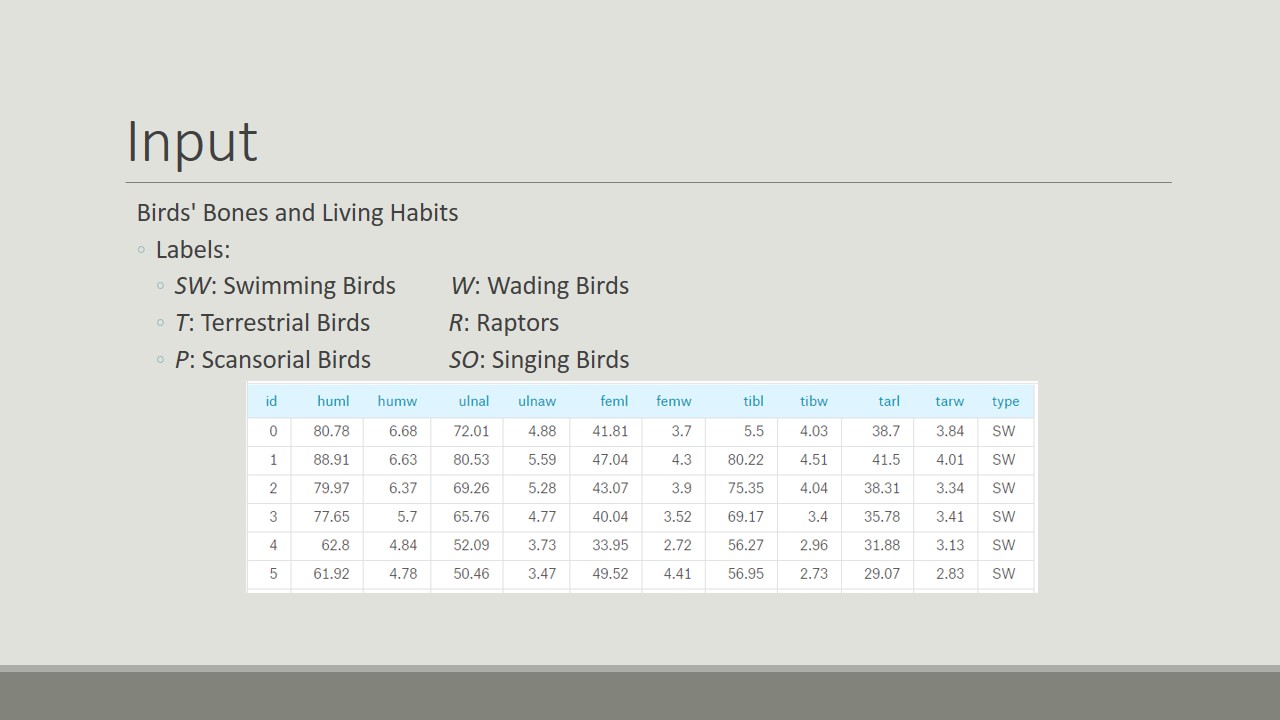 Input
Birds' Bones and Living Habits
Labels:
SW: Swimming Birds W: Wading Birds
T: Terrestrial Birds R: Raptors
P: Scansorial Birds SO: Singing Birds
id huml humw ulnal ulnaw feml femw tibl tibw tarl tarw type
0 80.78 6.68 72.01 4.88 41.81 3.7 5.5 4.03 38.7 3.84 SW
1 88.91 6.63 80.53 5.59 47.04 4.3 80.22 4.51 41.5 4.01 SW
2 79.97 6.37 69.26 5.28 43.07 3.9 75.35 4.04 38.31 3.34 SW
3 77.65 5.7 65.76 4.77 40.04 3.52 69.17 3.4 35.78 3.41 SW
4 62.8 4.84 52.09 3.73 33.95 2.72 56.27 2.96 31.88 3.13 SW
5 61.92 4.78 50.46 3.47 49.52 4.41 56.95 2.73 29.07 2.83 SW